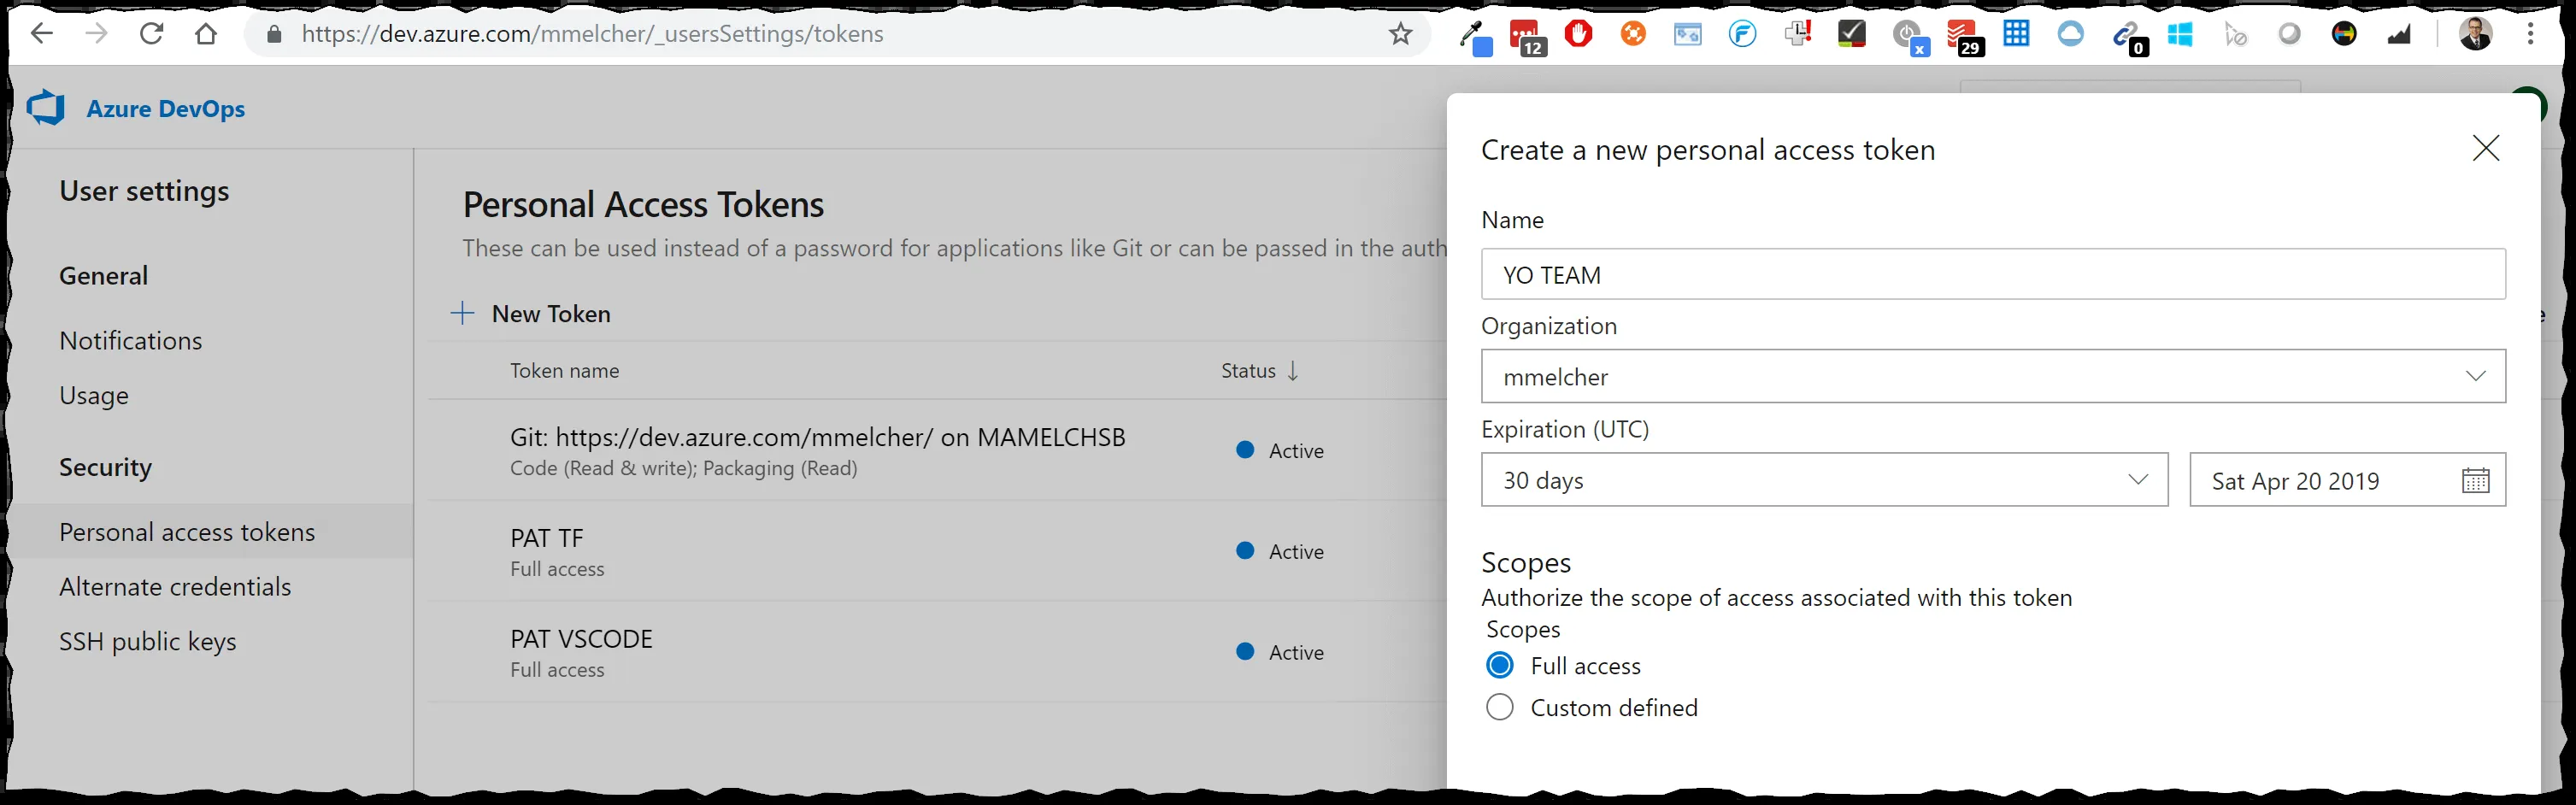 https://dev.azure.com/mmelcher/_usersSettings/tokens
12
x
29
0
Azure DevOps
User settings
General
Notifications
Usage
Security
Personal access tokens
Alternate credentials
SSH public keys
Personal Access Tokens
These can be used instead of a password for applications like Git or can be passed in the auth
New Token
Token name
Status
Git: https://dev.azure.com/mmelcher/ on MAMELCHSB
Code (Read & write); Packaging (Read)
Active
PAT TF
Full access
Active
PAT VSCODE
Full access
Active
Create a new personal access token
Name
YO TEAM
Organization
mmelcher
Expiration (UTC)
30 days
Sat Apr 20 2019
Scopes
Authorize the scope of access associated with this token
Scopes
Full access
Custom defined